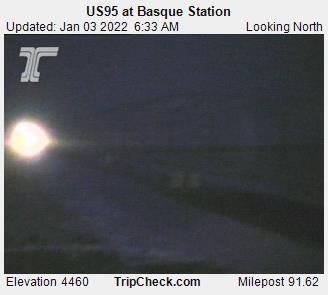 US95 at Basque Station
Updated: Jan 03 2022 6:33 AM Looking North
Elevation 4460 TripCheck.com Milepost 91.62